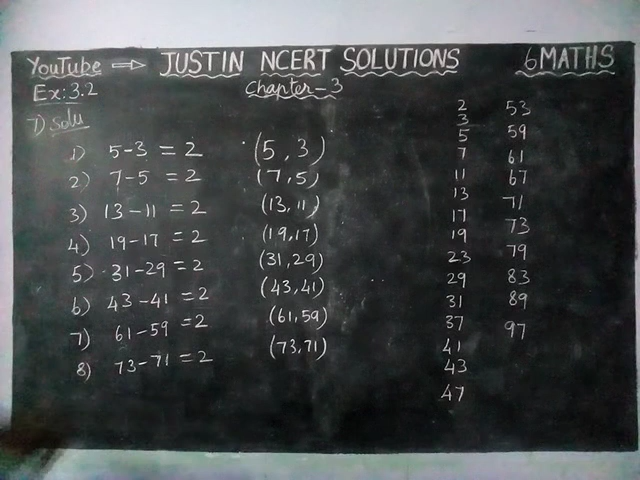 YouTube ⇒ JUSTIN NCERT SOLUTIONS 6 MATHS
Ex: 3.2 Chapter-3
7) Solu
1) 5-3 = 2 (5, 3)
2) 7-5 = 2 (7,5)
3) 13-11 = 2 (13, 11)
4) 19-17 = 2 (19,17)
5) 31-29 = 2 (31,29)
6) 43-41 = 2 (43,41)
7) 61-59 = 2 (61,59)
8) 73-71 = 2 (73,71)
2 53
3 59
5 61
7 67
11 71
13 73
17 79
19 83
23 89
29 97
31
37
41
43
47